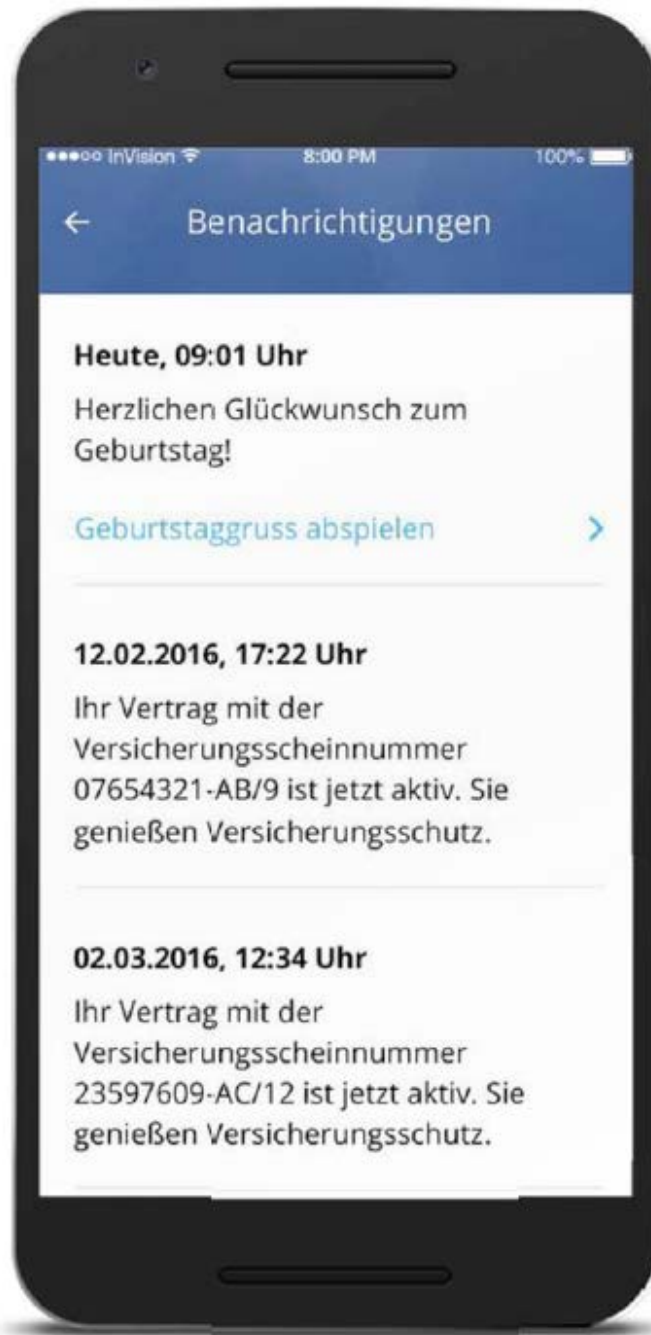 InVision 8:00 PM 100%
← Benachrichtigungen
Heute, 09:01 Uhr
Herzlichen Glückwunsch zum
Geburtstag!
Geburtstaggruss abspielen >
12.02.2016, 17:22 Uhr
Ihr Vertrag mit der
Versicherungsscheinnummer
07654321-AB/9 ist jetzt aktiv. Sie
genießen Versicherungsschutz.
02.03.2016, 12:34 Uhr
Ihr Vertrag mit der
Versicherungsscheinnummer
23597609-AC/12 ist jetzt aktiv. Sie
genießen Versicherungsschutz.